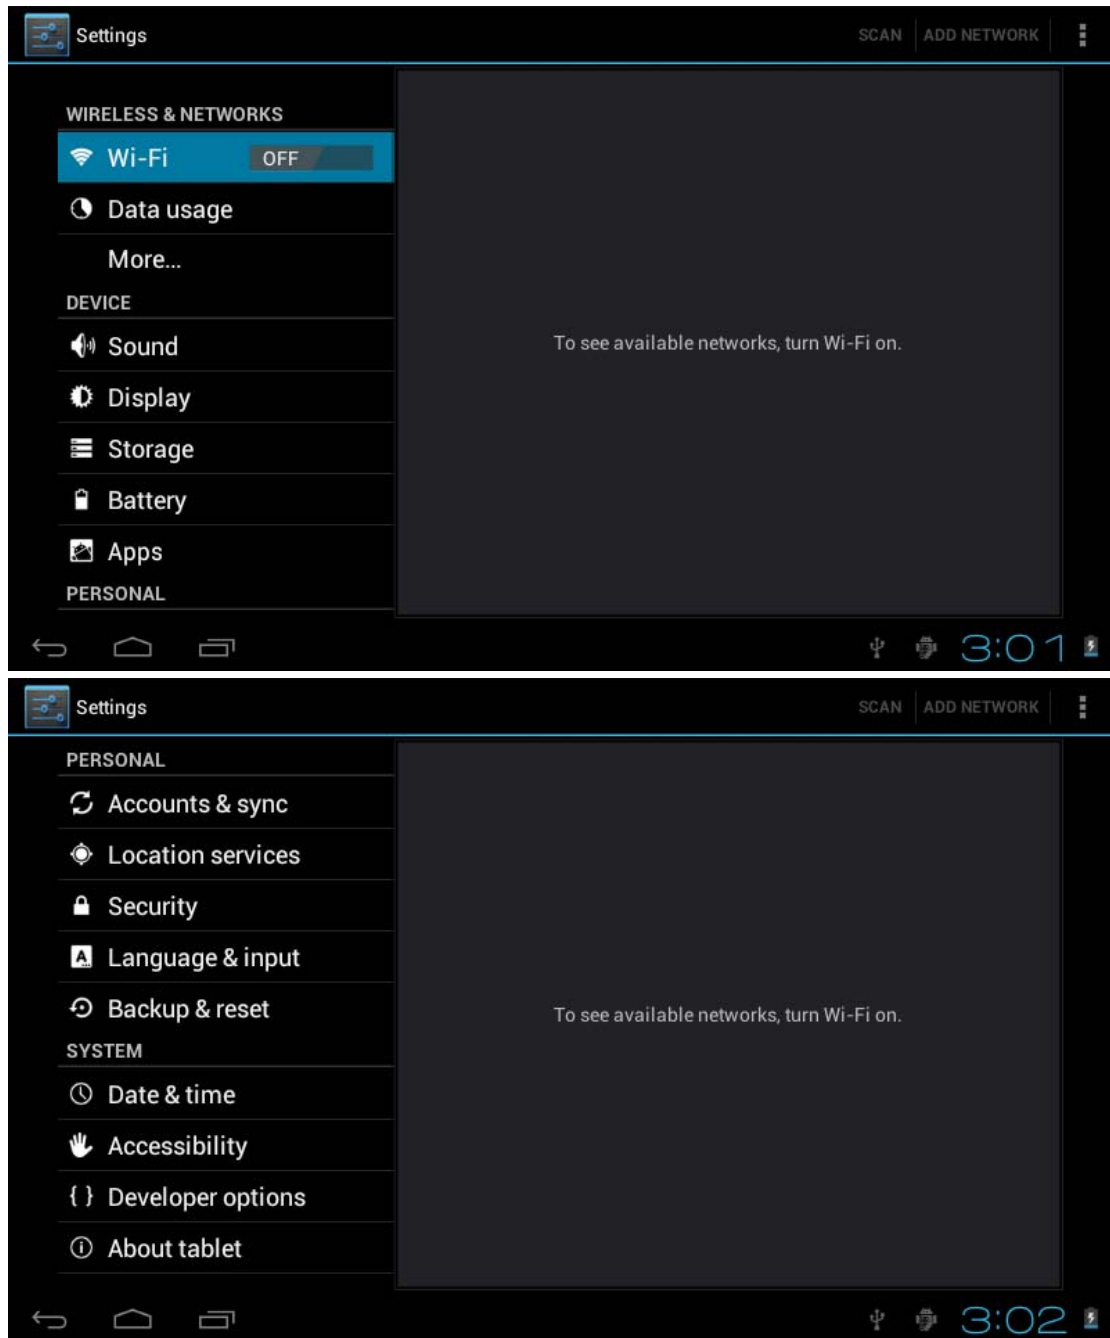 Settings
SCAN
ADD NETWORK
WIRELESS & NETWORKS
Wi-Fi
OFF
Data usage
More...
DEVICE
Sound
Display
Storage
Battery
Apps
PERSONAL
To see available networks, turn Wi-Fi on.
3:01
Settings
SCAN
ADD NETWORK
PERSONAL
Accounts & sync
Location services
Security
Language & input
Backup & reset
SYSTEM
Date & time
Accessibility
{ } Developer options
About tablet
To see available networks, turn Wi-Fi on.
3:02